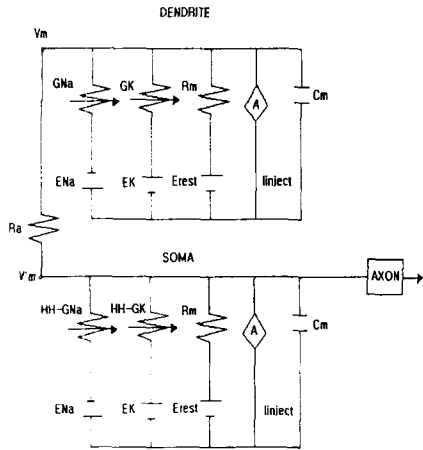 DENDRITE
Vm
GNa GK Rm A Cm
ENa EK Erest Iinject
Ra
V'm SOMA AXON
HH-GNa HH-GK Rm A Cm
ENa EK Erest Iinject